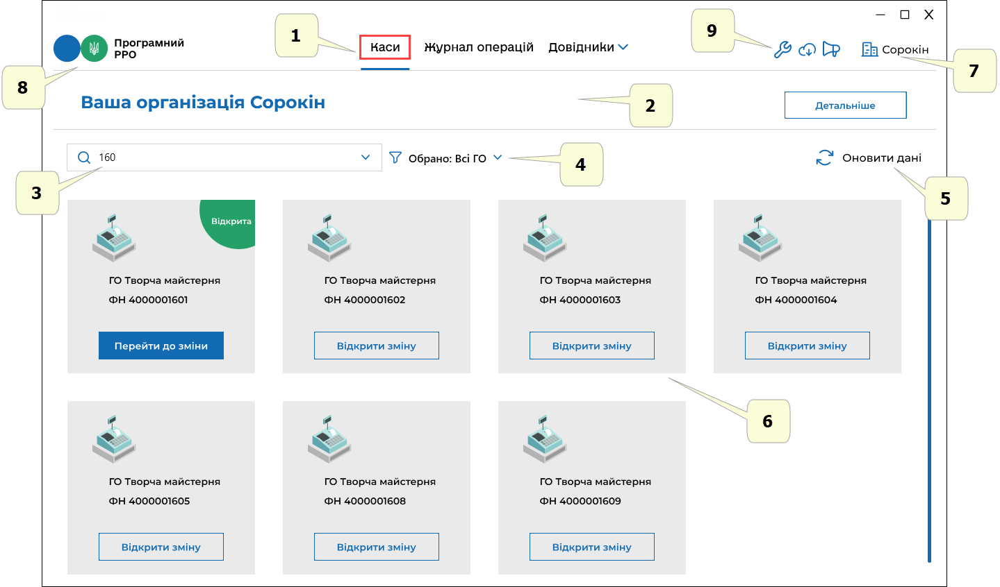 Програмний
РРО
Каси
Журнал операцій
Довідники
Сорокін
1
9
7
8
Ваша організація Сорокін
2
Детальніше
160
Обрано: Всі ГО
4
Оновити дані
3
5
Відкрита
ГО Творча майстерня
ФН 4000001601
Перейти до зміни
ГО Творча майстерня
ФН 4000001602
Відкрити зміну
ГО Творча майстерня
ФН 4000001603
Відкрити зміну
ГО Творча майстерня
ФН 4000001604
Відкрити зміну
6
ГО Творча майстерня
ФН 4000001605
Відкрити зміну
ГО Творча майстерня
ФН 4000001608
Відкрити зміну
ГО Творча майстерня
ФН 4000001609
Відкрити зміну